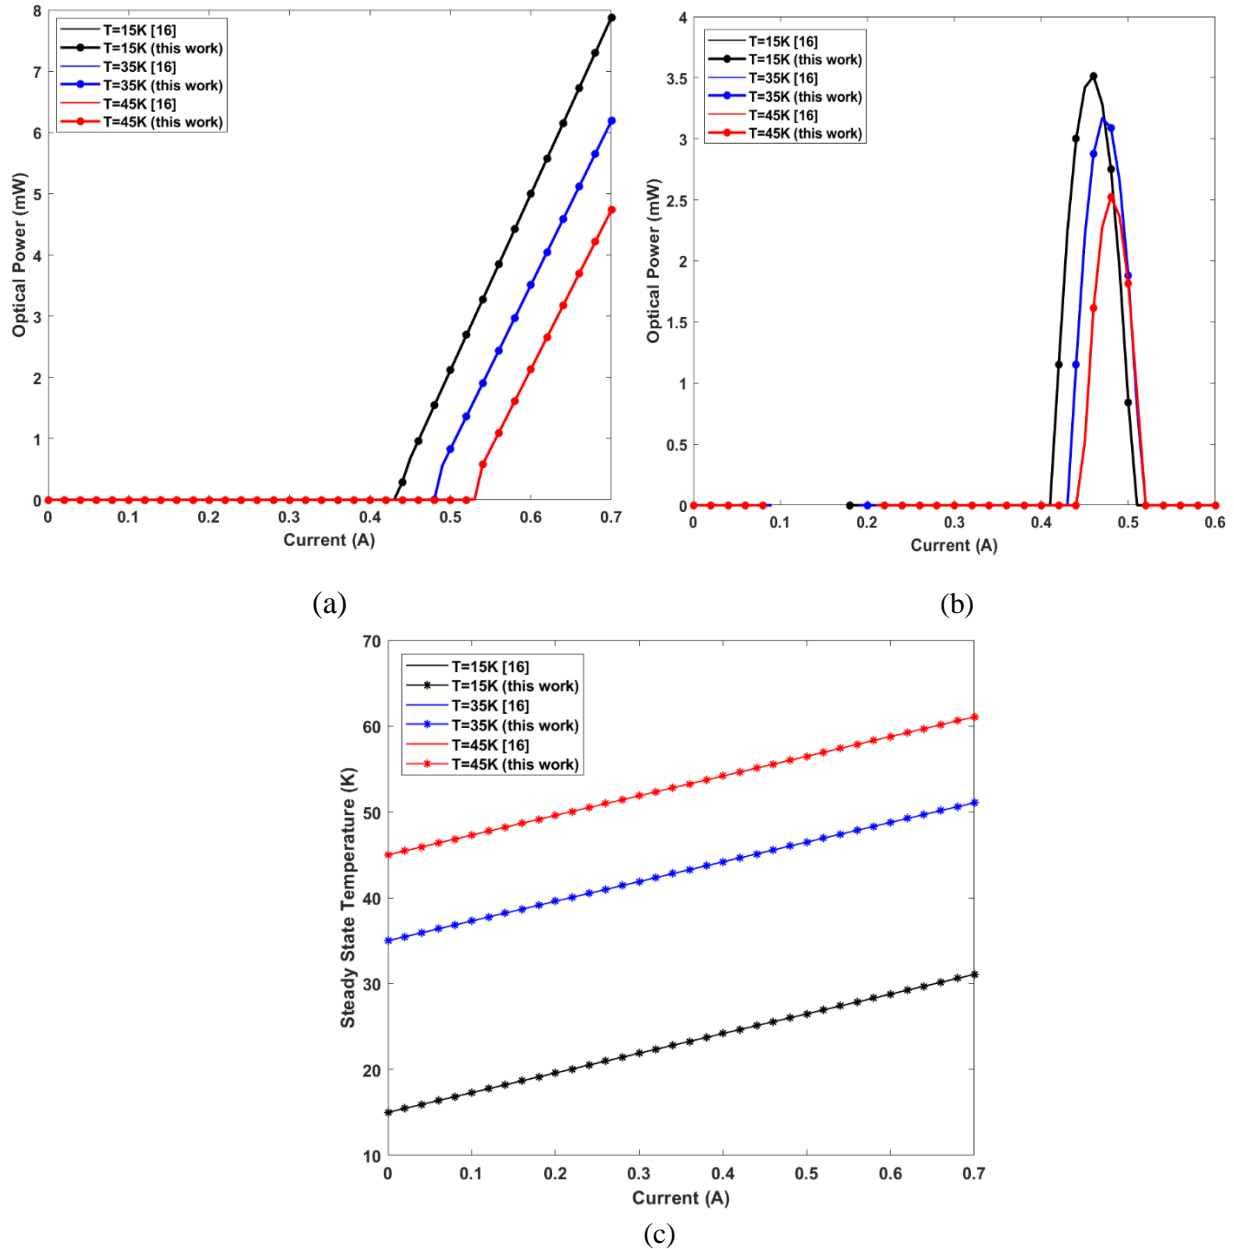 8
7
6
5
4
3
2
1
0
Optical Power (mW)
T=15K [16]
T=15K (this work)
T=35K [16]
T=35K (this work)
T=45K [16]
T=45K (this work)
0 0.1 0.2 0.3 0.4 0.5 0.6 0.7
Current (A)
(a)
4
3.5
3
2.5
2
1.5
1
0.5
0
Optical Power (mW)
T=15K [16]
T=15K (this work)
T=35K [16]
T=35K (this work)
T=45K [16]
T=45K (this work)
0 0.1 0.2 0.3 0.4 0.5 0.6
Current (A)
(b)
70
60
50
40
30
20
10
Steady State Temperature (K)
T=15K [16]
T=15K (this work)
T=35K [16]
T=35K (this work)
T=45K [16]
T=45K (this work)
0 0.1 0.2 0.3 0.4 0.5 0.6 0.7
Current (A)
(c)